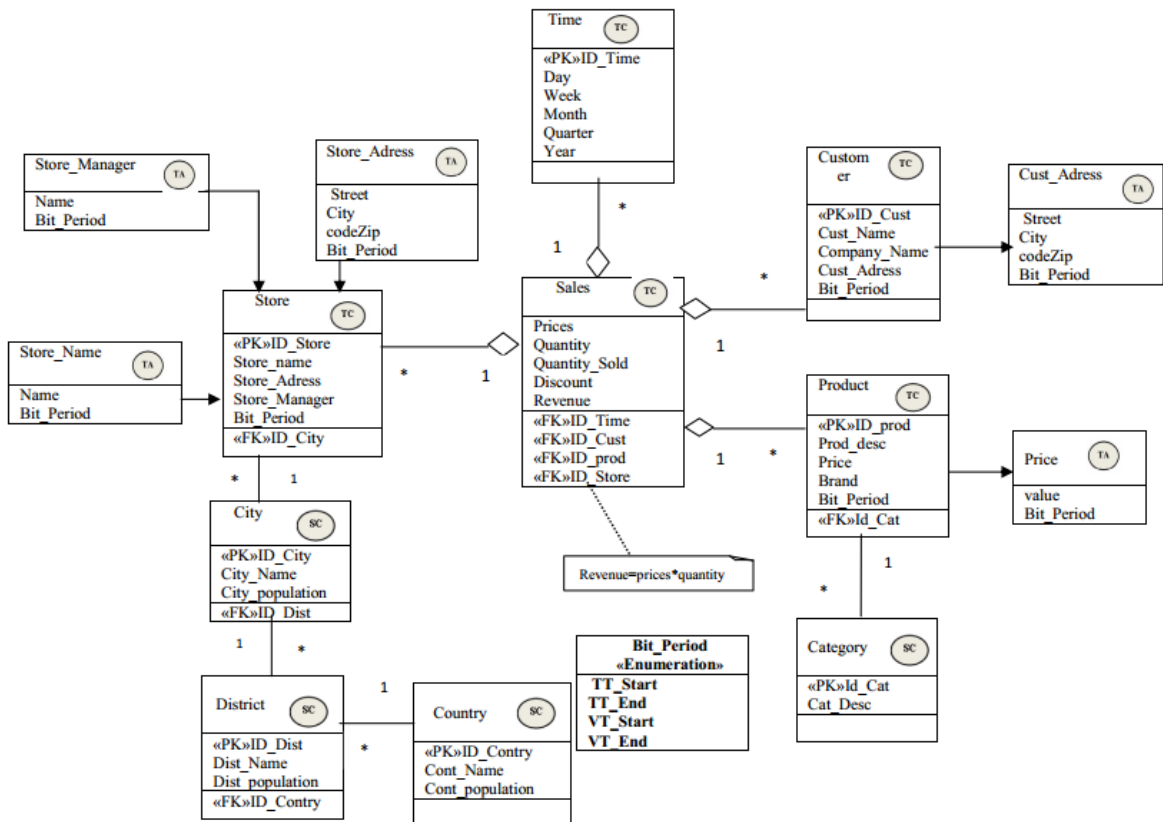 Time
TC
«PK»ID_Time
Day
Week
Month
Quarter
Year
Store_Manager
TA
Name
Bit_Period
Store_Adress
TA
Street
City
codeZip
Bit_Period
Custom
er
TC
«PK»ID_Cust
Cust_Name
Company_Name
Cust_Adress
Bit_Period
Cust_Adress
TA
Street
City
codeZip
Bit_Period
*
1
Store
TC
«PK»ID_Store
Store_name
Store_Adress
Store_Manager
Bit_Period
«FK»ID_City
Store_Name
TA
Name
Bit_Period
*
1
Sales
TC
Prices
Quantity
Quantity_Sold
Discount
Revenue
«FK»ID_Time
«FK»ID_Cust
«FK»ID_prod
«FK»ID_Store
*
1
1
*
Product
TC
«PK»ID_prod
Prod_desc
Price
Brand
Bit_Period
«FK»Id_Cat
Price
TA
value
Bit_Period
*
1
City
SC
«PK»ID_City
City_Name
City_population
«FK»ID_Dist
Revenue=prices*quantity
1
*
1
*
District
SC
«PK»ID_Dist
Dist_Name
Dist_population
«FK»ID_Contry
1
*
Country
SC
«PK»ID_Contry
Cont_Name
Cont_population
Bit_Period
«Enumeration»
TT_Start
TT_End
VT_Start
VT_End
Category
SC
«PK»Id_Cat
Cat_Desc